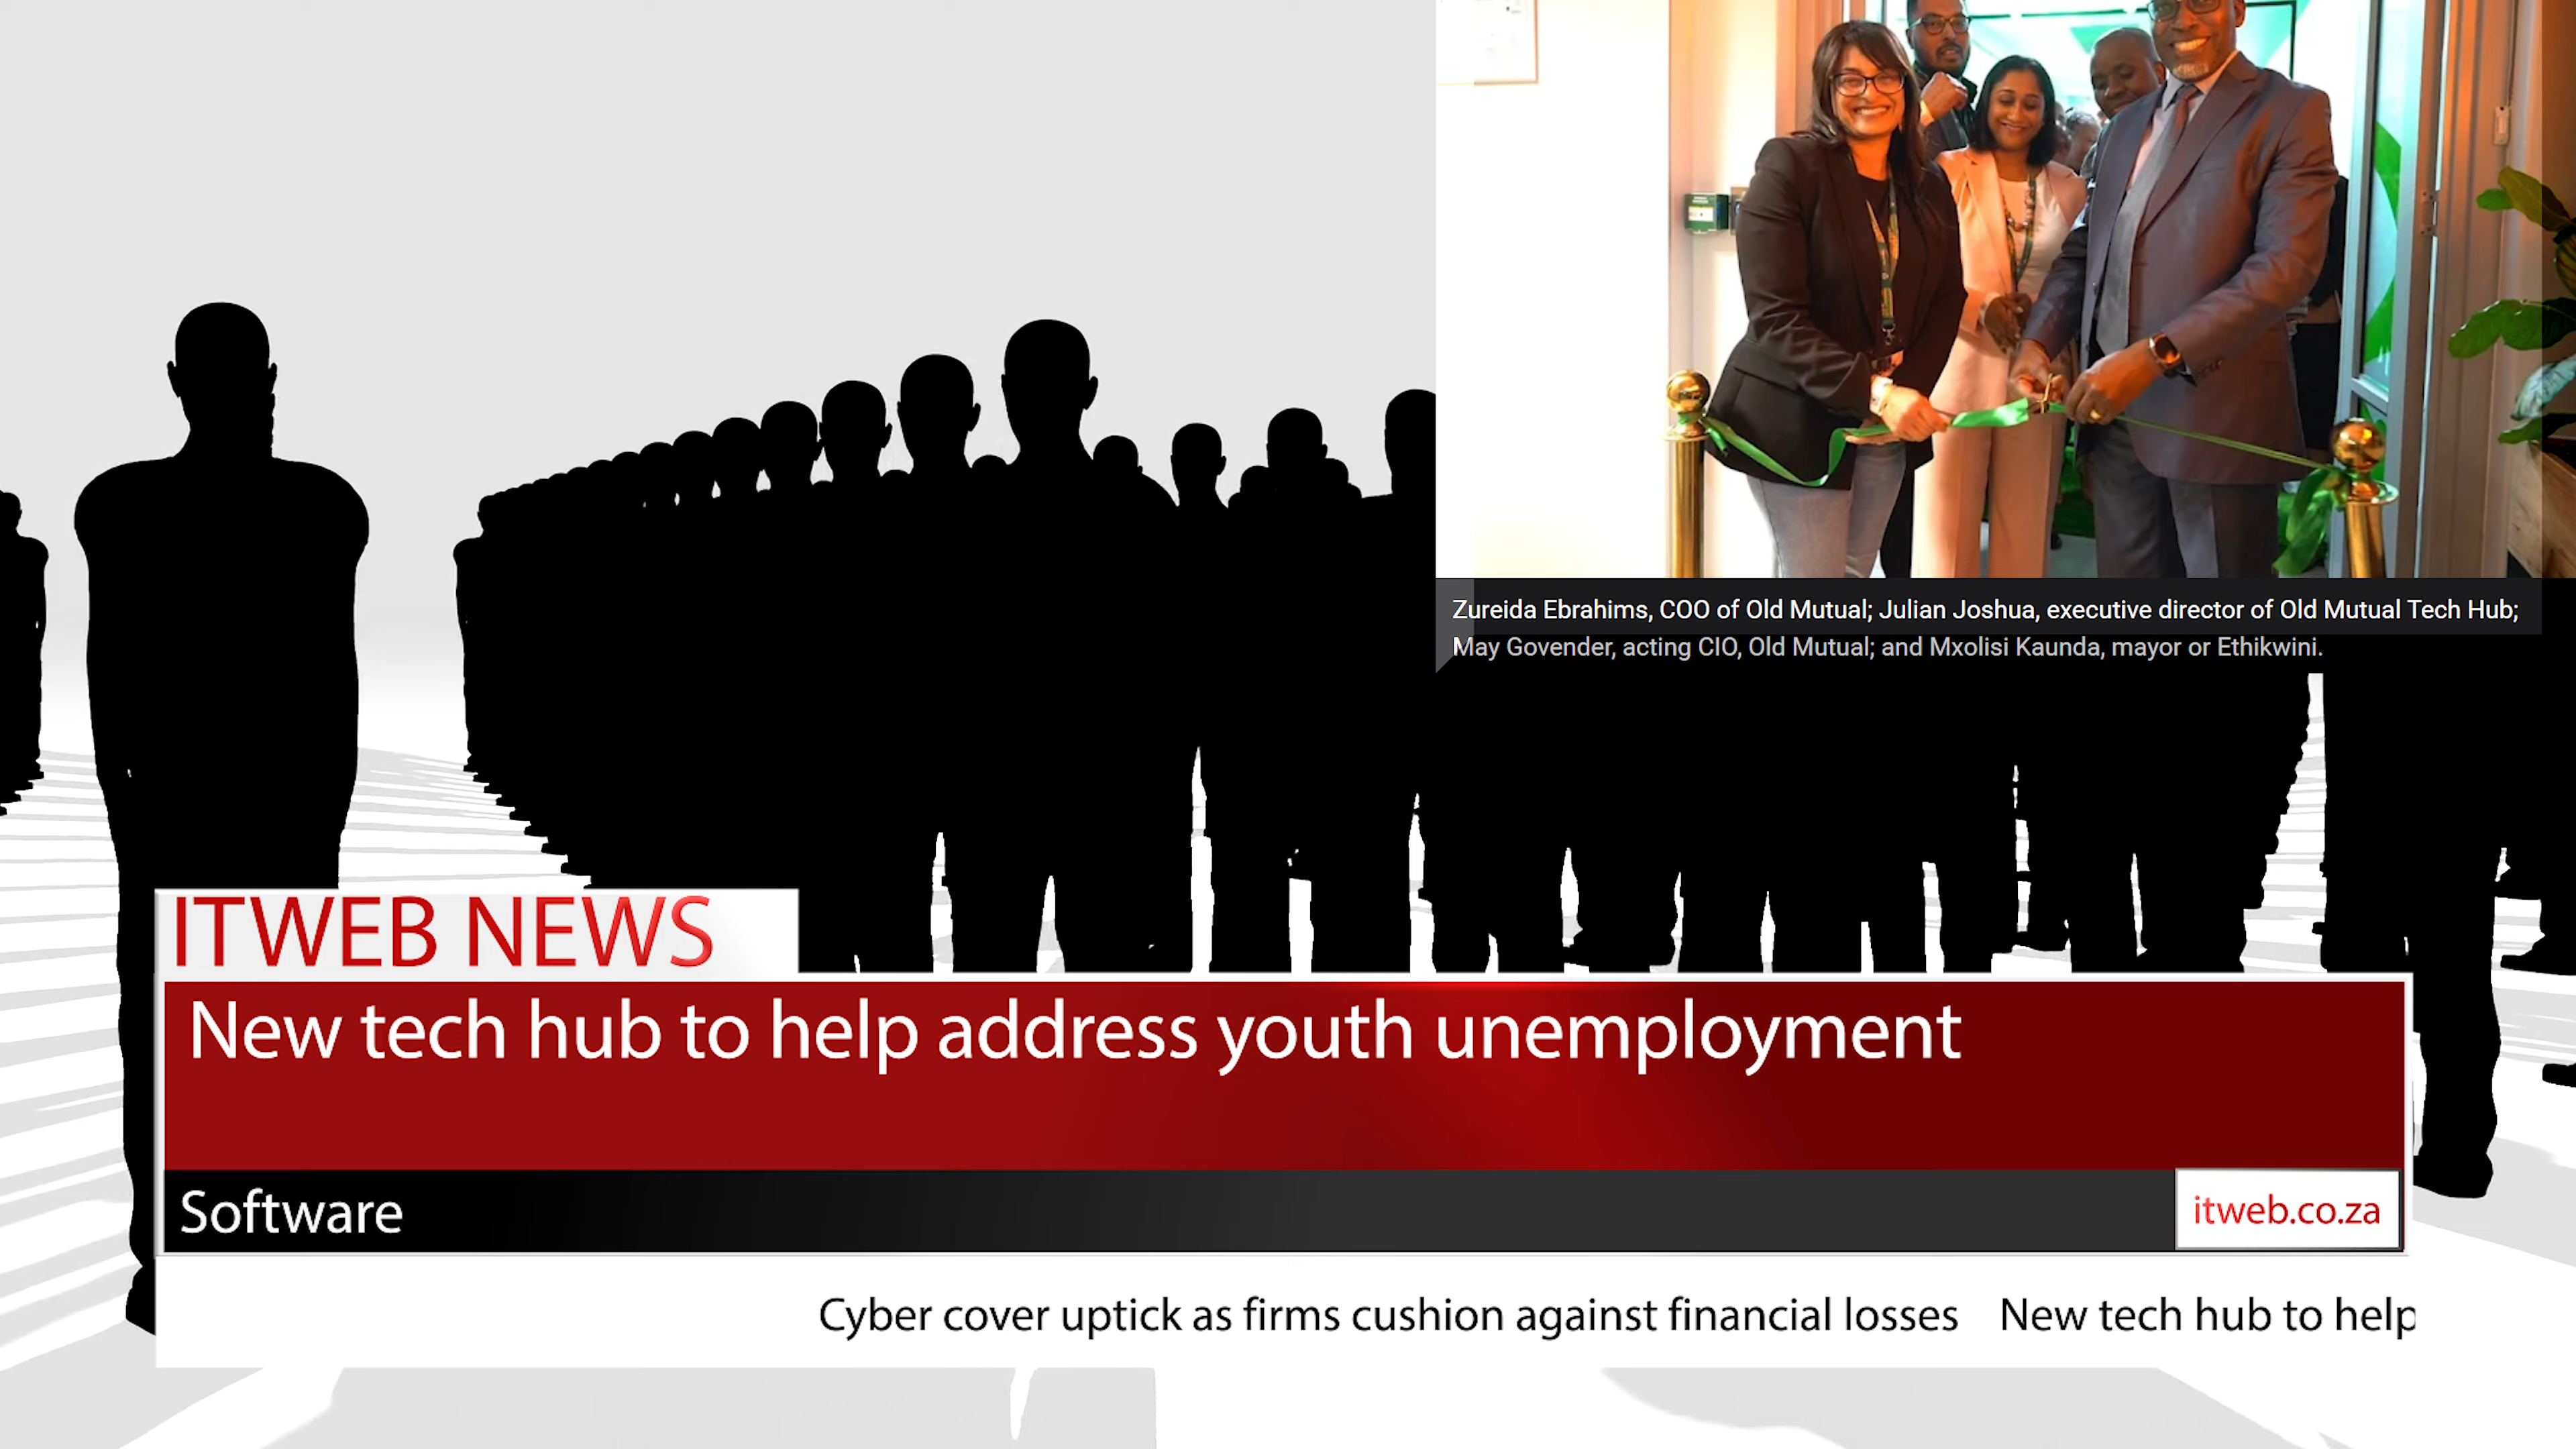 Zureida Ebrahims, COO of Old Mutual; Julian Joshua, executive director of Old Mutual Tech Hub;
May Govender, acting CIO, Old Mutual; and Mxolisi Kaunda, mayor or Ethikwini.
ITWEB NEWS
New tech hub to help address youth unemployment
Software
itweb.co.za
Cyber cover uptick as firms cushion against financial losses New tech hub to help